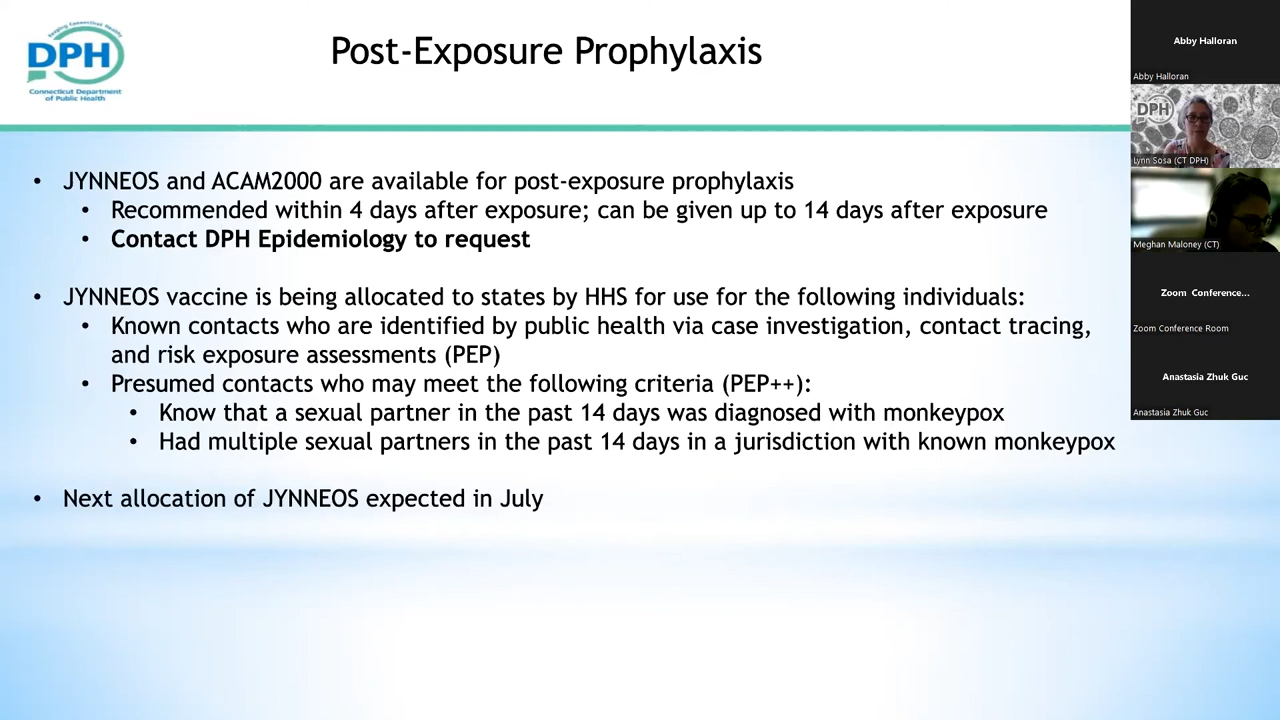 Keeping Connecticut Healthy
DPH
Connecticut Department
of Public Health
Post-Exposure Prophylaxis
• JYNNEOS and ACAM2000 are available for post-exposure prophylaxis
• Recommended within 4 days after exposure; can be given up to 14 days after exposure
• Contact DPH Epidemiology to request
• JYNNEOS vaccine is being allocated to states by HHS for use for the following individuals:
• Known contacts who are identified by public health via case investigation, contact tracing,
and risk exposure assessments (PEP)
• Presumed contacts who may meet the following criteria (PEP++):
• Know that a sexual partner in the past 14 days was diagnosed with monkeypox
• Had multiple sexual partners in the past 14 days in a jurisdiction with known monkeypox
• Next allocation of JYNNEOS expected in July
Abby Halloran
Abby Halloran
DPH
Lynn Sosa (CT DPH)
Meghan Maloney (CT)
Zoom Conference...
Zoom Conference Room
Anastasia Zhuk Guc
Anastasia Zhuk Guc